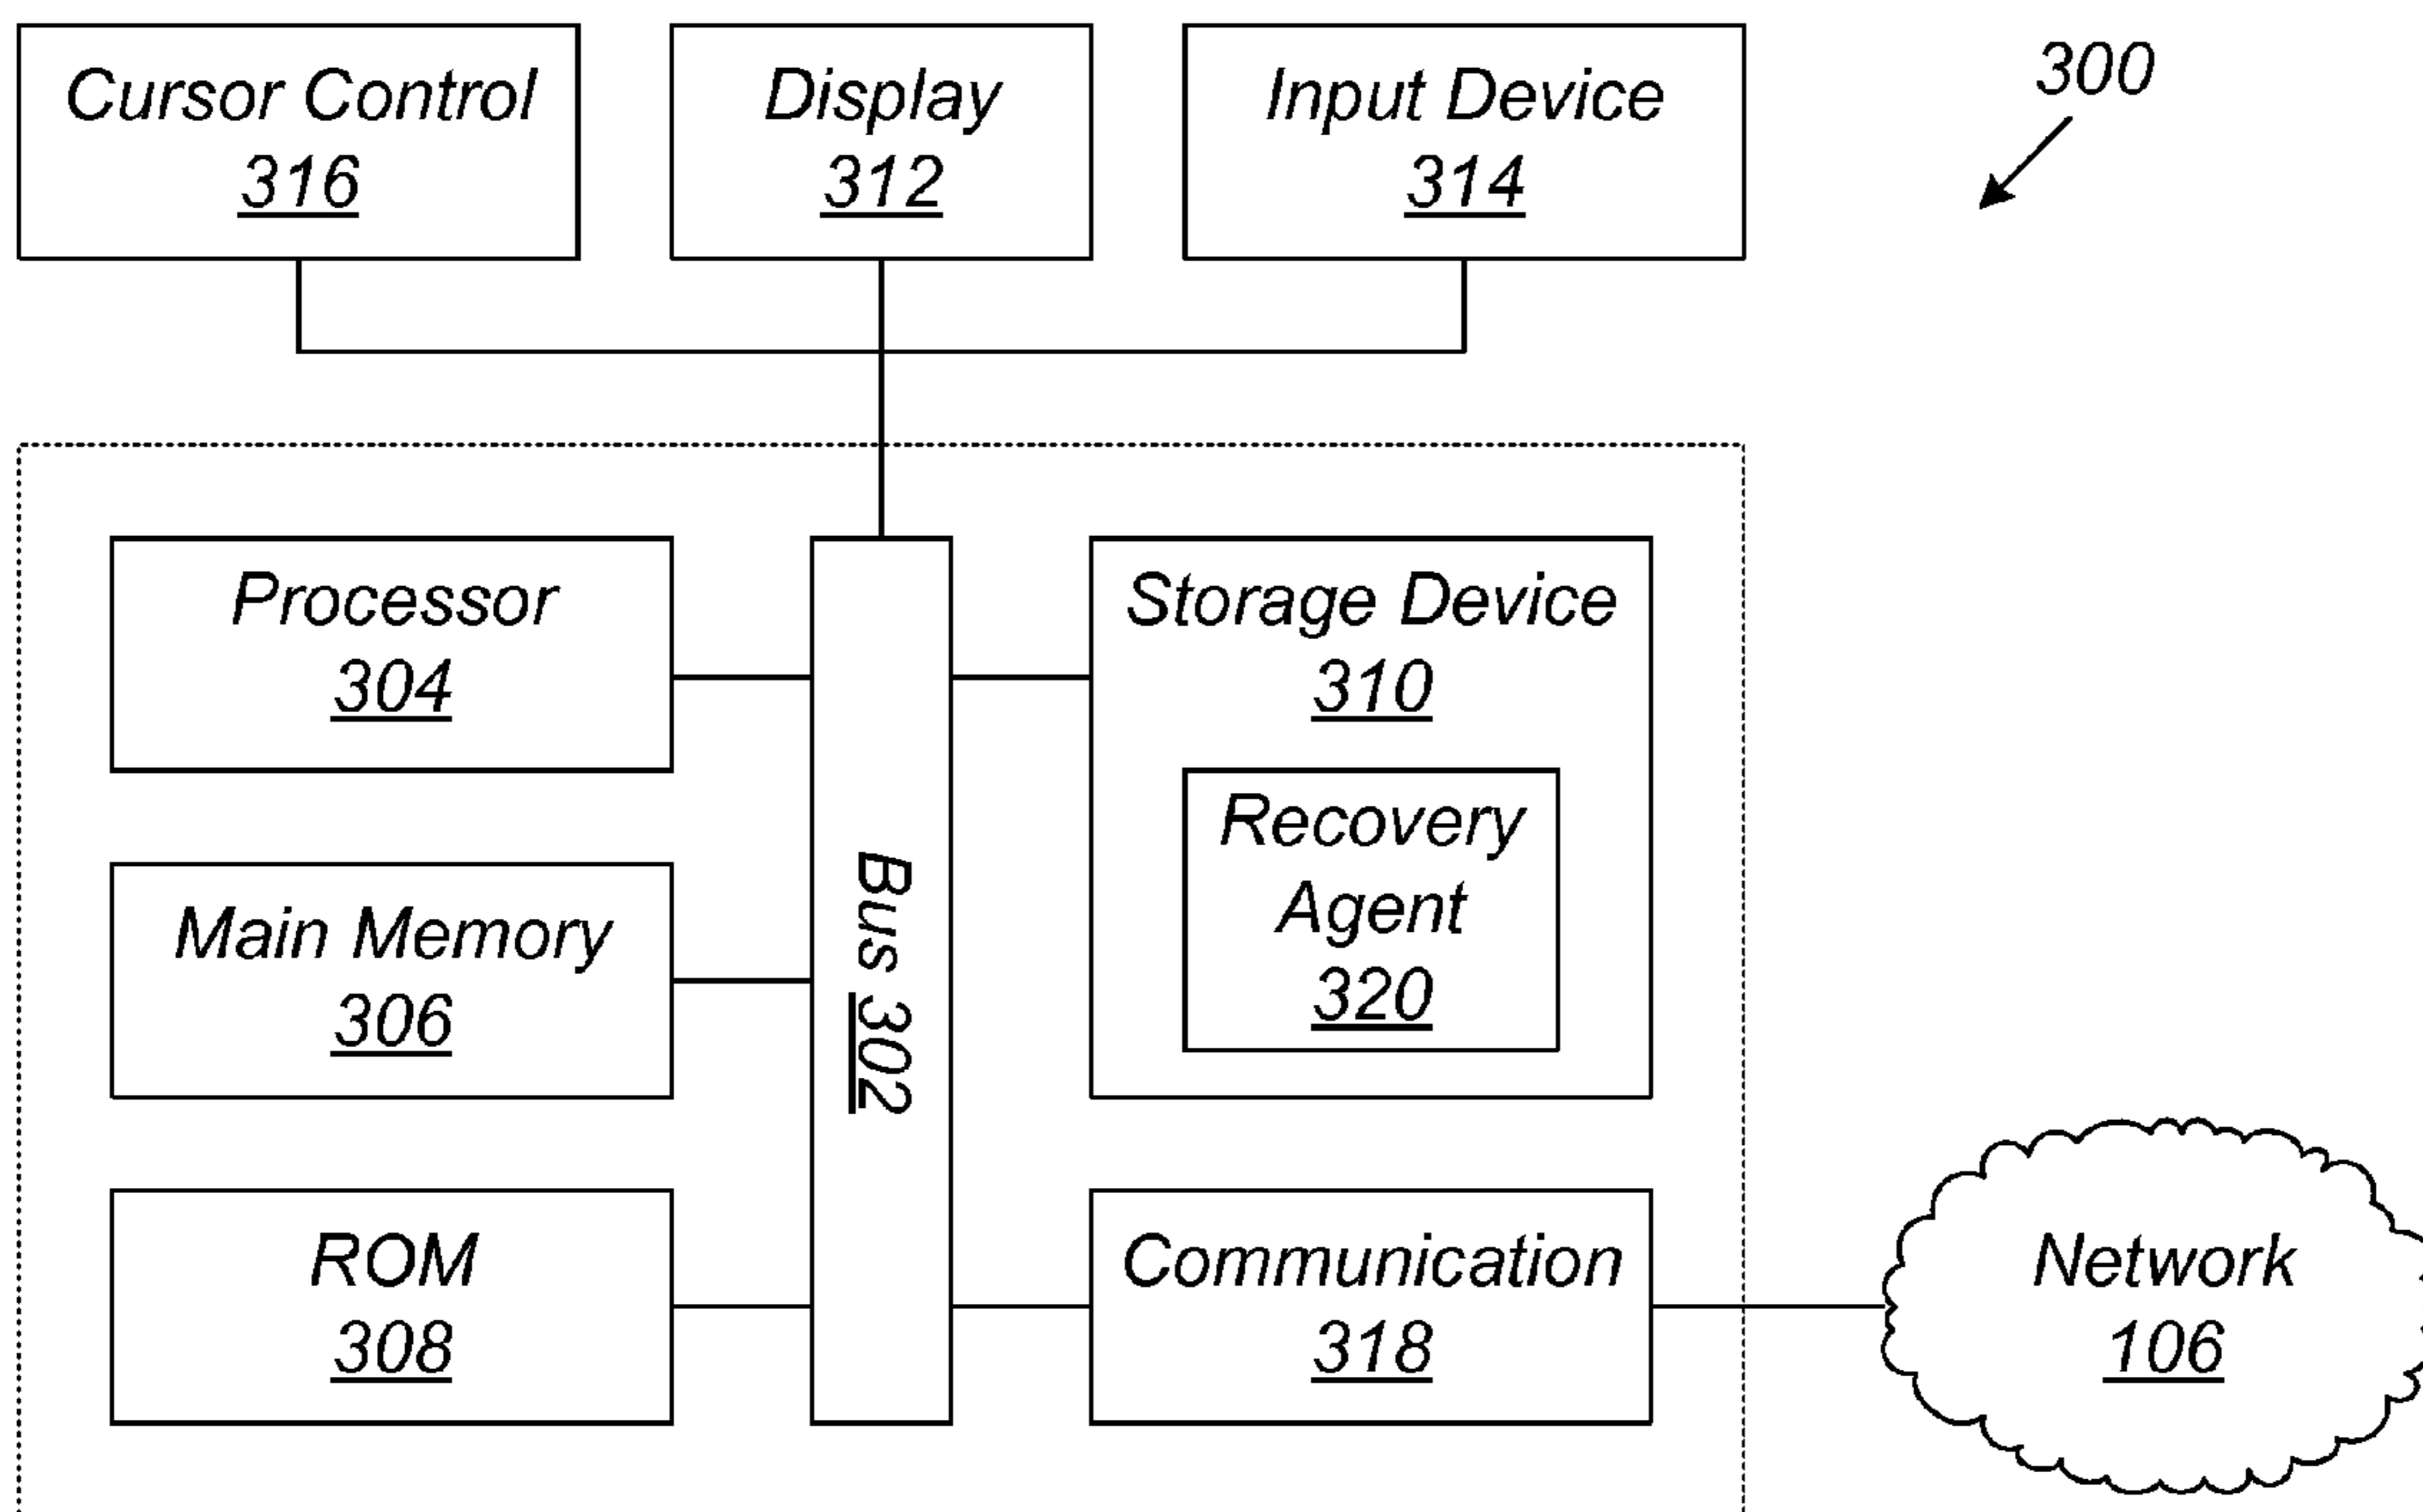 Cursor Control
316
Display
312
Input Device
314
300
Processor
304
Storage Device
310
Recovery
Agent
320
Main Memory
306
Bus 302
ROM
308
Communication
318
Network
106